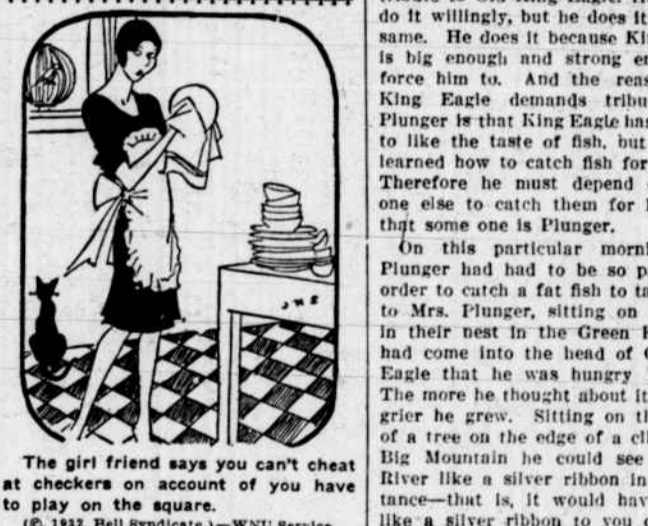 J M E
The girl friend says you can't cheat
at checkers on account of you have
to play on the square.
(©, 1932, Bell Syndicate.)—WNU Service.
do it willingly, but he does it
same. He does it because Ki
is big enough and strong e
force him to. And the reas
King Eagle demands tribu
Plunger is that King Eagle has
to like the taste of fish, but
learned how to catch fish for
Therefore he must depend
one else to catch them for
that some one is Plunger.
On this particular morni
Plunger had had to be so p
order to catch a fat fish to ta
to Mrs. Plunger, sitting on
in their nest in the Green
had come into the head of
Eagle that he was hungry
The more he thought about it
grier he grew. Sitting on th
of a tree on the edge of a cl
Big Mountain he could see
River like a silver ribbon in
tance—that is, it would hav
like a silver ribbon to you